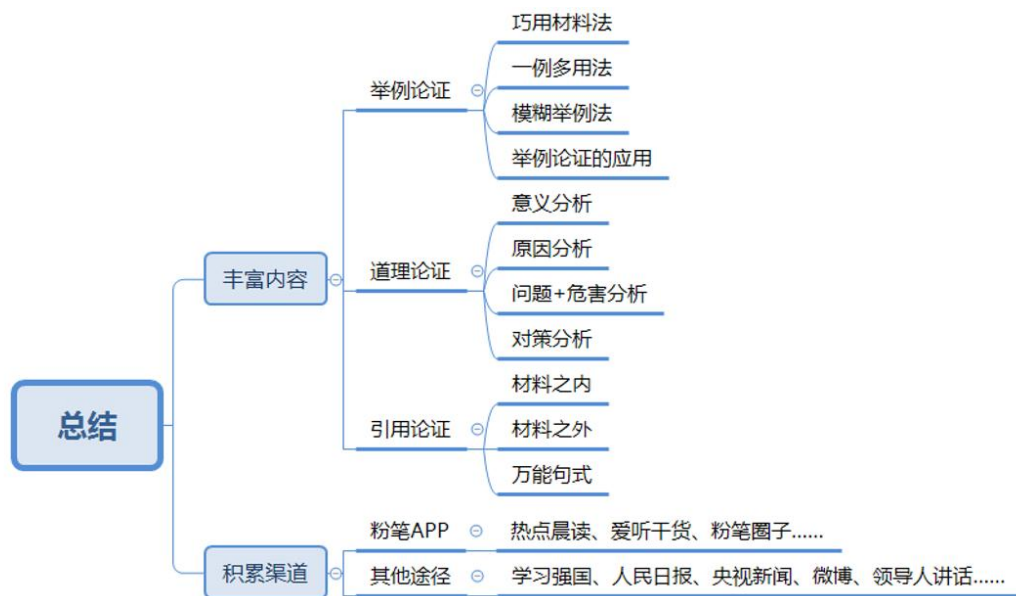 总结
丰富内容
举例论证
巧用材料法
一例多用法
模糊举例法
举例论证的应用
道理论证
意义分析
原因分析
问题+危害分析
对策分析
引用论证
材料之内
材料之外
万能句式
积累渠道
粉笔APP
热点晨读、爱听干货、粉笔圈子......
其他途径
学习强国、人民日报、央视新闻、微博、领导人讲话......